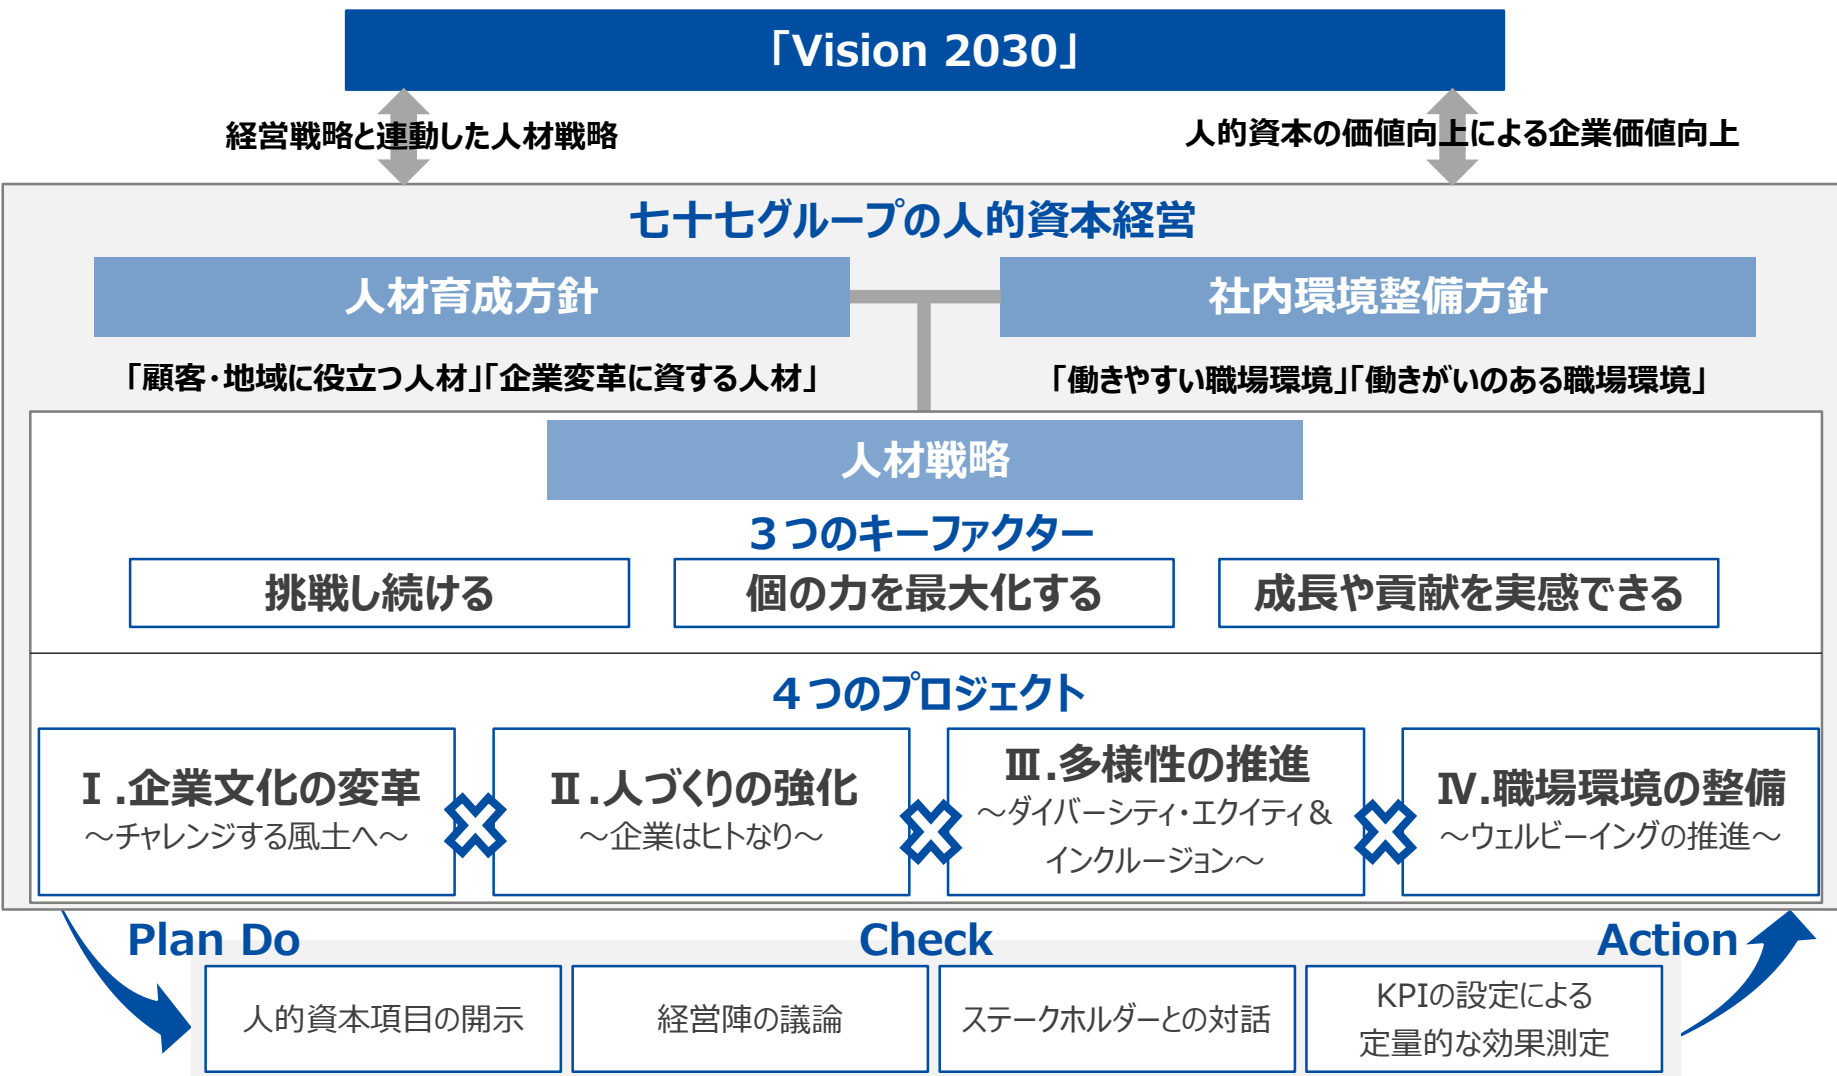 「Vision 2030」
経営戦略と連動した人材戦略
人的資本の価値向上による企業価値向上
七十七グループの人的資本経営
人材育成方針
社内環境整備方針
「顧客・地域に役立つ人材」「企業変革に資する人材」
「働きやすい職場環境」「働きがいのある職場環境」
人材戦略
３つのキーファクター
挑戦し続ける
個の力を最大化する
成長や貢献を実感できる
４つのプロジェクト
Ⅰ.企業文化の変革
～チャレンジする風土へ～
Ⅱ.人づくりの強化
～企業はヒトなり～
Ⅲ.多様性の推進
～ダイバーシティ・エクイティ＆
インクルージョン～
Ⅳ.職場環境の整備
～ウェルビーイングの推進～
Plan Do
Check
Action
人的資本項目の開示
経営陣の議論
ステークホルダーとの対話
KPIの設定による
定量的な効果測定